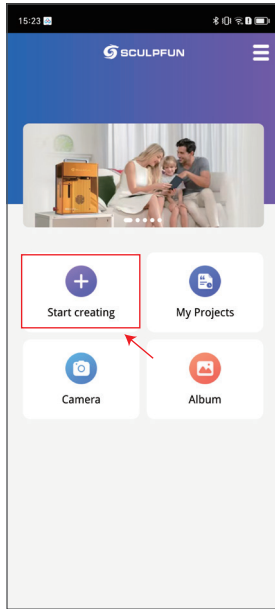 15:23
SCULPFUN
Start creating
My Projects
Camera
Album